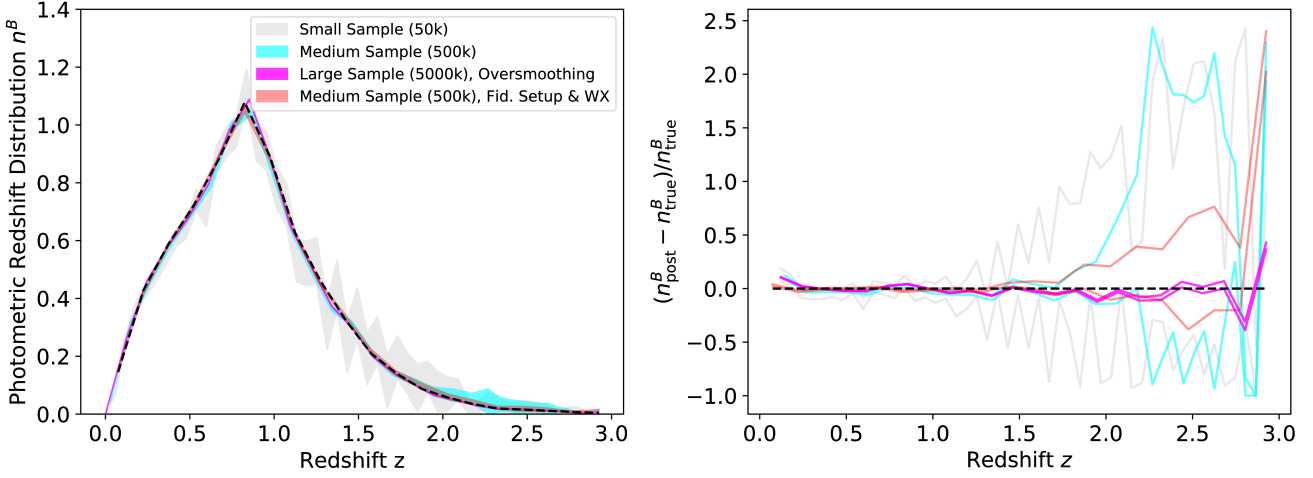 Photometric Redshift Distribution n^B
1.4
1.2
1.0
0.8
0.6
0.4
0.2
0.0
Small Sample (50k)
Medium Sample (500k)
Large Sample (5000k), Oversmoothing
Medium Sample (500k), Fid. Setup & WX
0.0 0.5 1.0 1.5 2.0 2.5 3.0
Redshift z
(n^B_post − n^B_true)/n^B_true
2.5
2.0
1.5
1.0
0.5
0.0
−0.5
−1.0
0.0 0.5 1.0 1.5 2.0 2.5 3.0
Redshift z